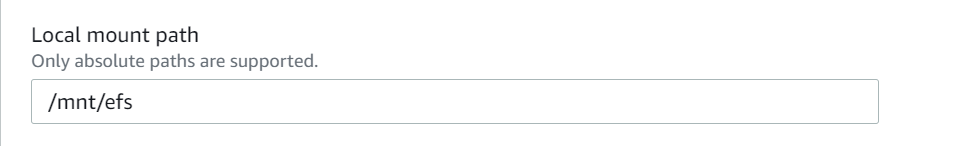 Local mount path
Only absolute paths are supported.
/mnt/efs